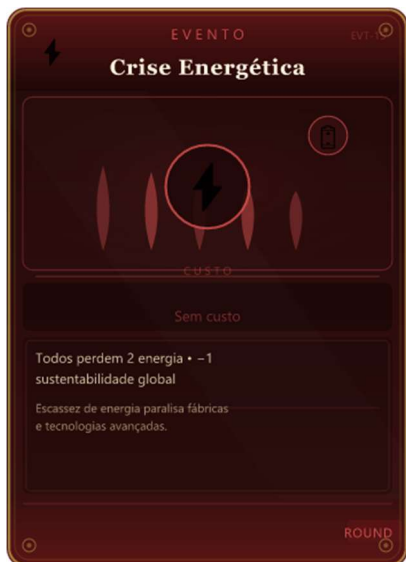 EVENTO
Crise Energética
CUSTO
Sem custo
Todos perdem 2 energia • −1
sustentabilidade global
Escassez de energia paralisa fábricas
e tecnologias avançadas.
ROUND